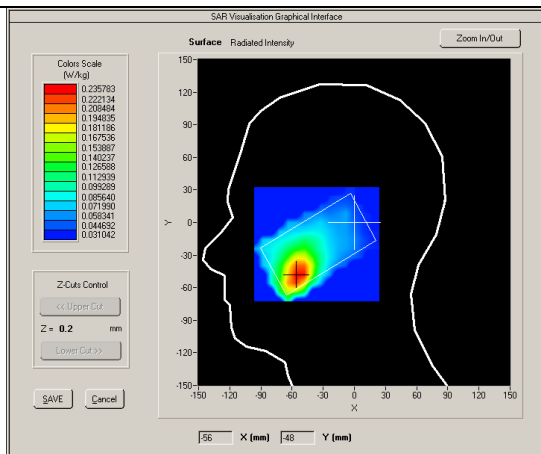 SAR Visualisation Graphical Interface
Surface Radiated Intensity
Zoom In/Out
Colors Scale
(W/kg)
0.235783
0.222134
0.208484
0.194835
0.181186
0.167536
0.153887
0.140237
0.126588
0.112939
0.099289
0.085640
0.071990
0.058341
0.044692
0.031042
Z-Cuts Control
<< Upper Cut
Z = 0.2 mm
Lower Cut >>
SAVE
Cancel
150-
120-
90-
60-
30-
0-
-30-
-60-
-90-
-120-
-150-
Y
-150 -120 -90 -60 -30 0 30 60 90 120 150
X
-56 X (mm) -48 Y (mm)